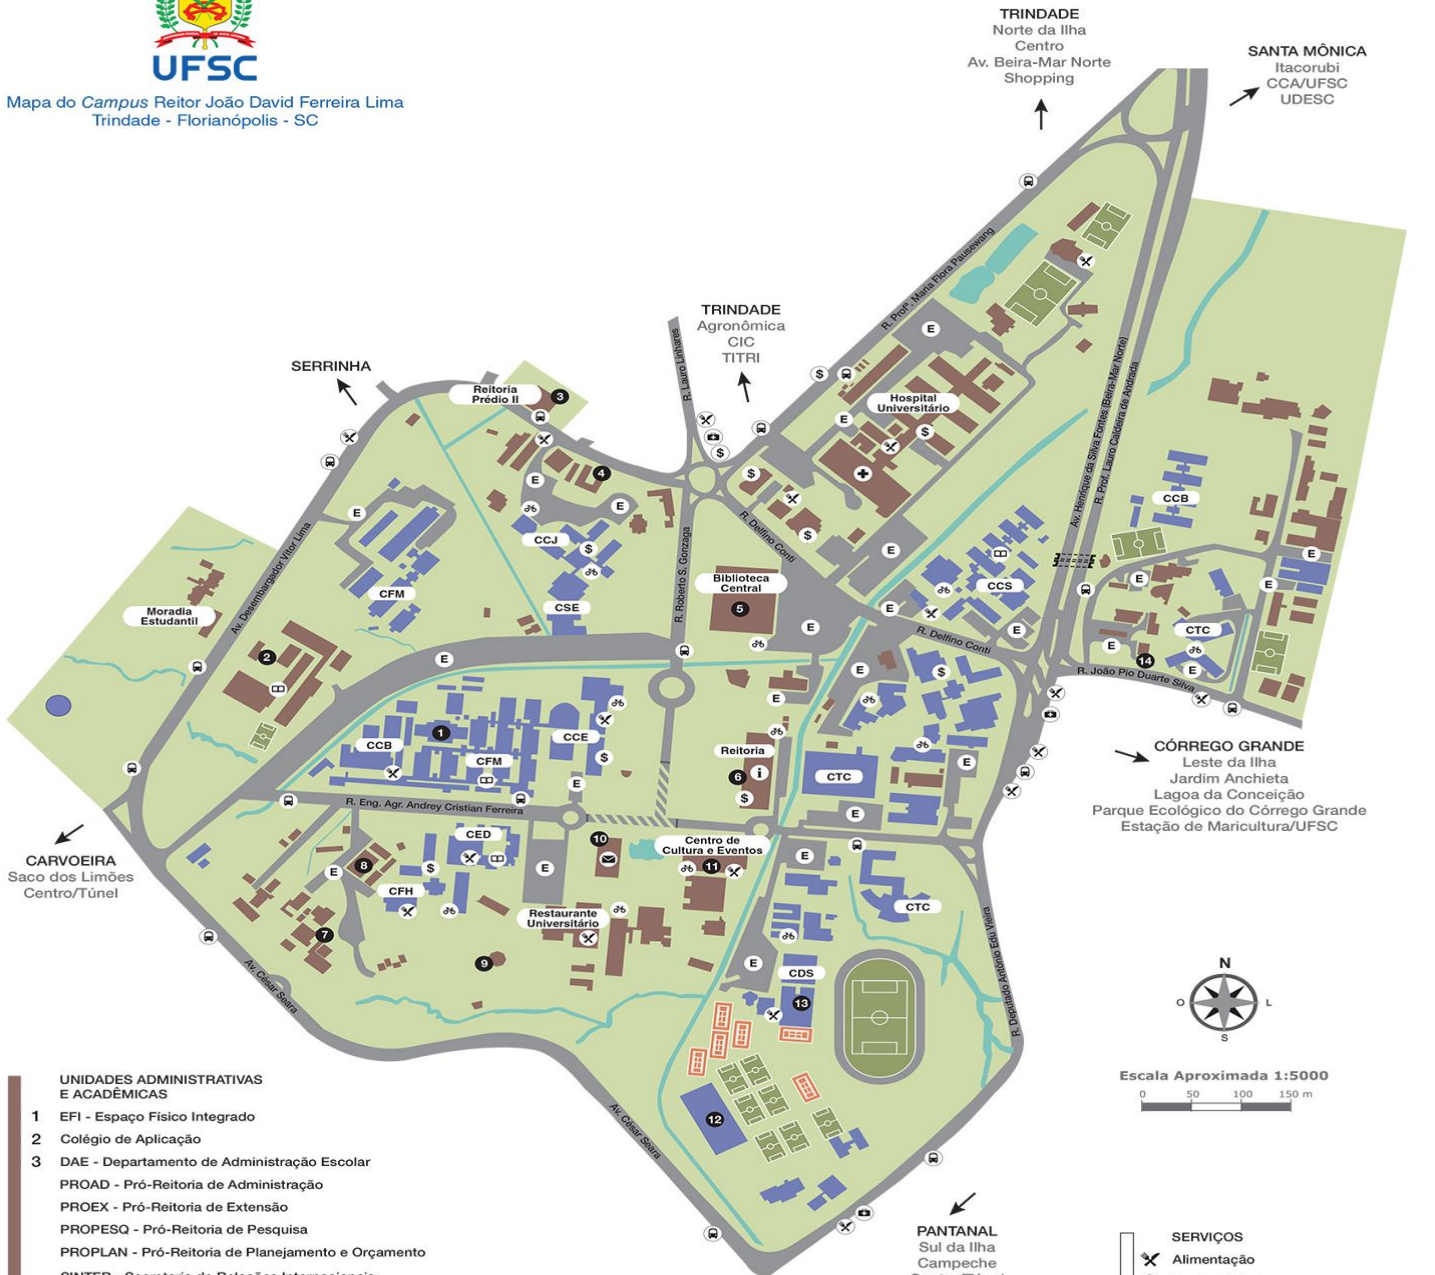 UFSC
Mapa do Campus Reitor João David Ferreira Lima
Trindade - Florianópolis - SC
TRINDADE
Norte da Ilha
Centro
Av. Beira-Mar Norte
Shopping
SANTA MÔNICA
Itacorubi
CCA/UFSC
UDESC
TRINDADE
Agronômica
CIC
TITRI
SERRINHA
Reitoria
Prédio II
3
4
R. Lauro Linhares
R. Profª. Maria Flora Pausewang
Av. Henrique da Silva Fontes (Beira-Mar Norte)
R. Prof. Lauro Caldeira de Andrada
Hospital
Universitário
E
E
E
E
E
E
$
$
$
$
$
CCJ
$
CSE
CFM
Av. Desembargador Vitor Lima
R. Roberto S. Gonzaga
R. Delfino Conti
Biblioteca
Central
5
CCS
CCB
E
E
E
E
E
E
E
CTC
E
E
14
R. João Pio Duarte Silva
R. Delfino Conti
Moradia
Estudantil
2
E
E
E
$
1
CCB
CFM
CCE
$
E
Reitoria
6
i
$
CTC
E
E
R. Eng. Agr. Andrey Cristian Ferreira
CED
CFH
$
E
E
8
7
9
10
Centro de
Cultura e Eventos
11
Restaurante
Universitário
E
E
CTC
CDS
13
12
R. Deputado Antônio Edu Vieira
Av. César Seara
Av. César Seara
CARVOEIRA
Saco dos Limões
Centro/Túnel
CÓRREGO GRANDE
Leste da Ilha
Jardim Anchieta
Lagoa da Conceição
Parque Ecológico do Córrego Grande
Estação de Maricultura/UFSC
N
O
L
S
Escala Aproximada 1:5000
0 50 100 150 m
UNIDADES ADMINISTRATIVAS
E ACADÊMICAS
1 EFI - Espaço Físico Integrado
2 Colégio de Aplicação
3 DAE - Departamento de Administração Escolar
PROAD - Pró-Reitoria de Administração
PROEX - Pró-Reitoria de Extensão
PROPESQ - Pró-Reitoria de Pesquisa
PROPLAN - Pró-Reitoria de Planejamento e Orçamento
SINTER - Secretaria de Relações Internacionais
PANTANAL
Sul da Ilha
Campeche
SERVIÇOS
Alimentação